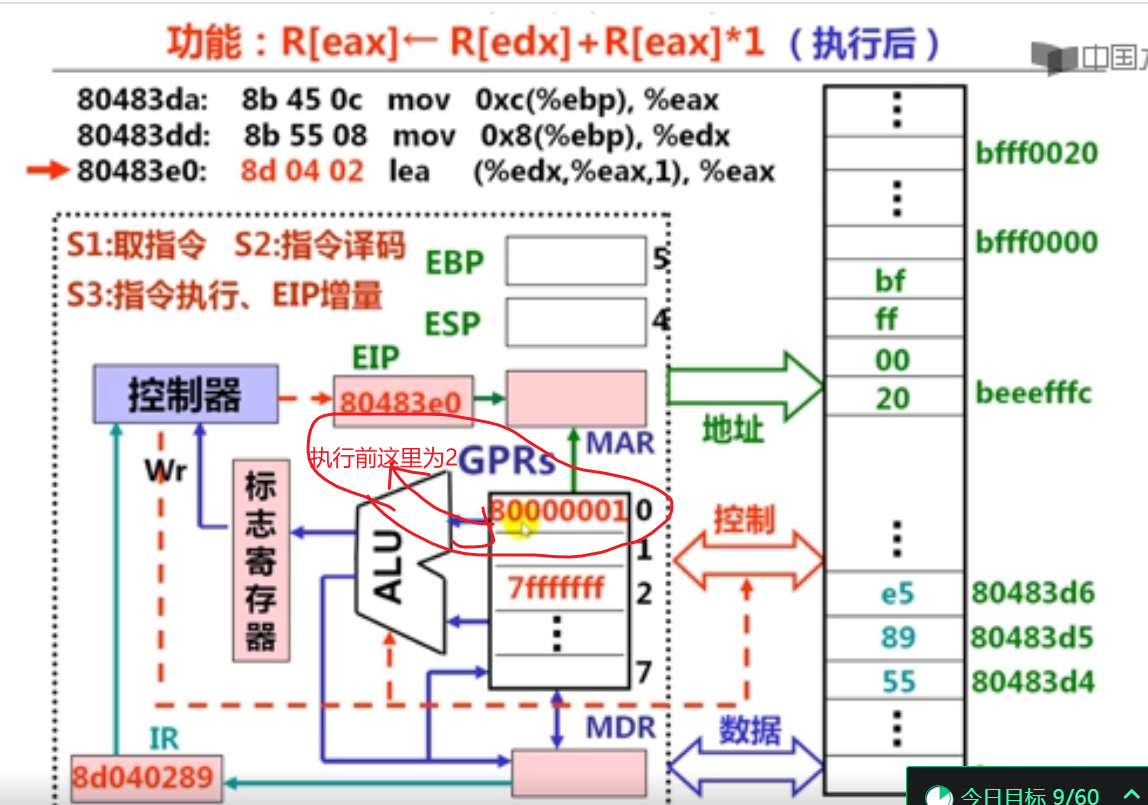 功能：R[eax]← R[edx]+R[eax]*1（执行后）
中国
80483da: 8b 45 0c mov 0xc(%ebp), %eax
80483dd: 8b 55 08 mov 0x8(%ebp), %edx
80483e0: 8d 04 02 lea (%edx,%eax,1), %eax
S1:取指令 S2:指令译码
S3:指令执行、EIP增量
EBP
5
ESP
4
EIP
控制器
80483e0
MAR
地址
执行前这里为2
GPRs
Wr
标志寄存器
ALU
80000001
0
1
7fffffff
2
⋮
7
控制
IR
MDR
数据
8d040289
⋮
bfff0020
⋮
bfff0000
bf
ff
00
20
beeefffc
⋮
e5
80483d6
89
80483d5
55
80483d4
⋮
今日目标 9/60